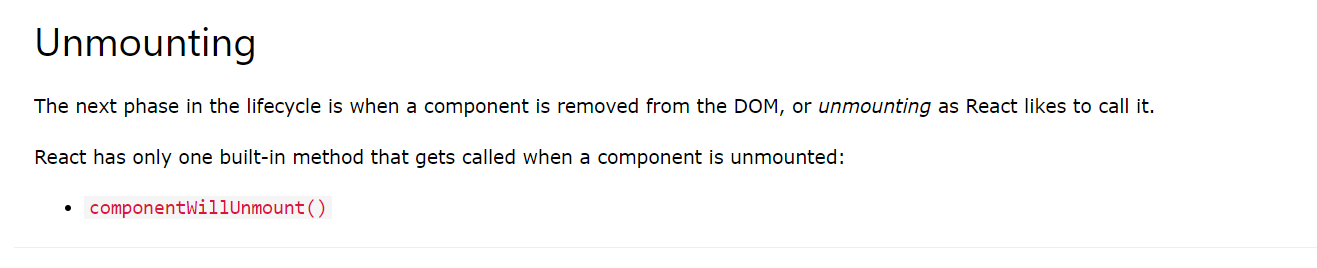 Unmounting
The next phase in the lifecycle is when a component is removed from the DOM, or unmounting as React likes to call it.
React has only one built-in method that gets called when a component is unmounted:
• componentWillUnmount()